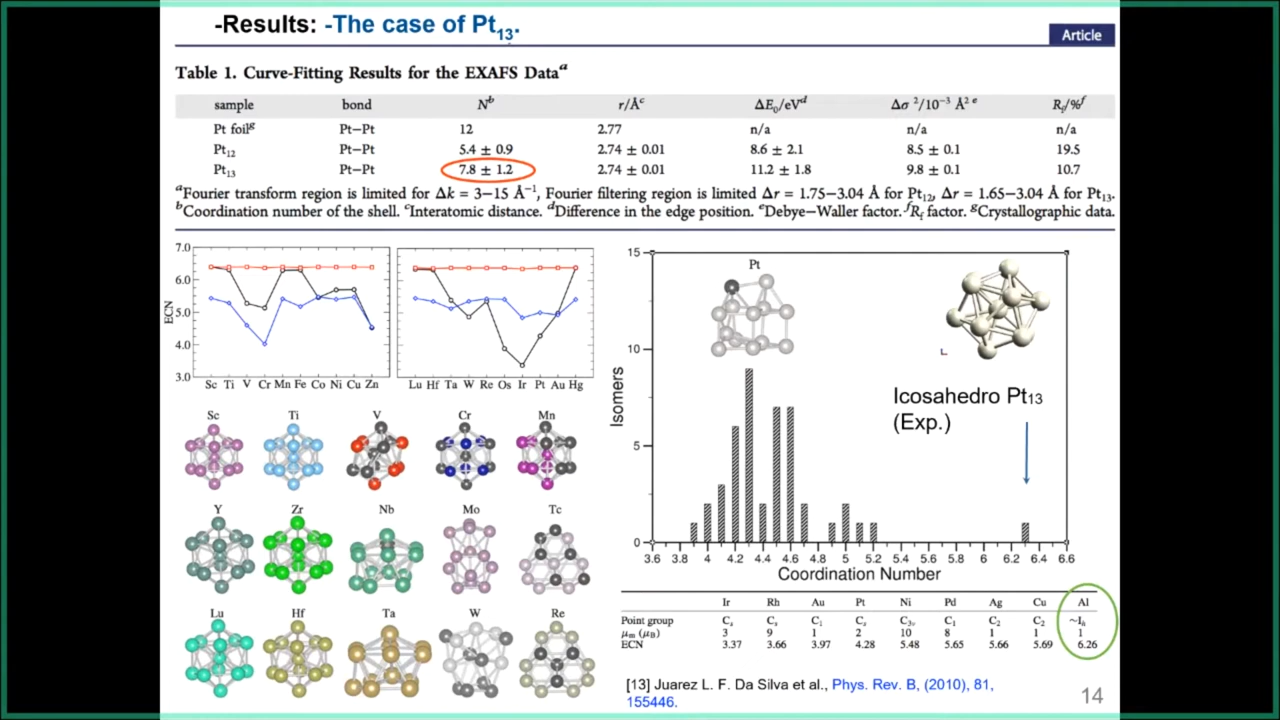 -Results: -The case of Pt13.
Article
Table 1. Curve-Fitting Results for the EXAFS Data^a
sample bond N^b r/Å^c ΔE0/eV^d Δσ^2/10^−3 Å^2 e Rf/%^f
Pt foil^g Pt−Pt 12 2.77 n/a n/a n/a
Pt12 Pt−Pt 5.4 ± 0.9 2.74 ± 0.01 8.6 ± 2.1 8.5 ± 0.1 19.5
Pt13 Pt−Pt 7.8 ± 1.2 2.74 ± 0.01 11.2 ± 1.8 9.8 ± 0.1 10.7
^aFourier transform region is limited for Δk = 3−15 Å^−1, Fourier filtering region is limited Δr = 1.75−3.04 Å for Pt12, Δr = 1.65−3.04 Å for Pt13.
^bCoordination number of the shell. ^cInteratomic distance. ^dDifference in the edge position. ^eDebye−Waller factor. ^fRf factor. ^gCrystallographic data.
7.0
6.0
5.0
4.0
3.0
ECN
Sc Ti V Cr Mn Fe Co Ni Cu Zn
Lu Hf Ta W Re Os Ir Pt Au Hg
Sc Ti V Cr Mn
Y Zr Nb Mo Tc
Lu Hf Ta W Re
15
10
5
0
Isomers
Pt
Icosahedro Pt13
(Exp.)
3.6 3.8 4 4.2 4.4 4.6 4.8 5 5.2 5.4 5.6 5.8 6 6.2 6.4 6.6
Coordination Number
Ir Rh Au Pt Ni Pd Ag Cu Al
Point group Cs Cs C1 Cs C3v C1 C2 C2 ~Ih
μm (μB) 3 9 1 2 10 8 1 1 1
ECN 3.37 3.66 3.97 4.28 5.48 5.65 5.66 5.69 6.26
[13] Juarez L. F. Da Silva et al., Phys. Rev. B, (2010), 81,
155446.
14